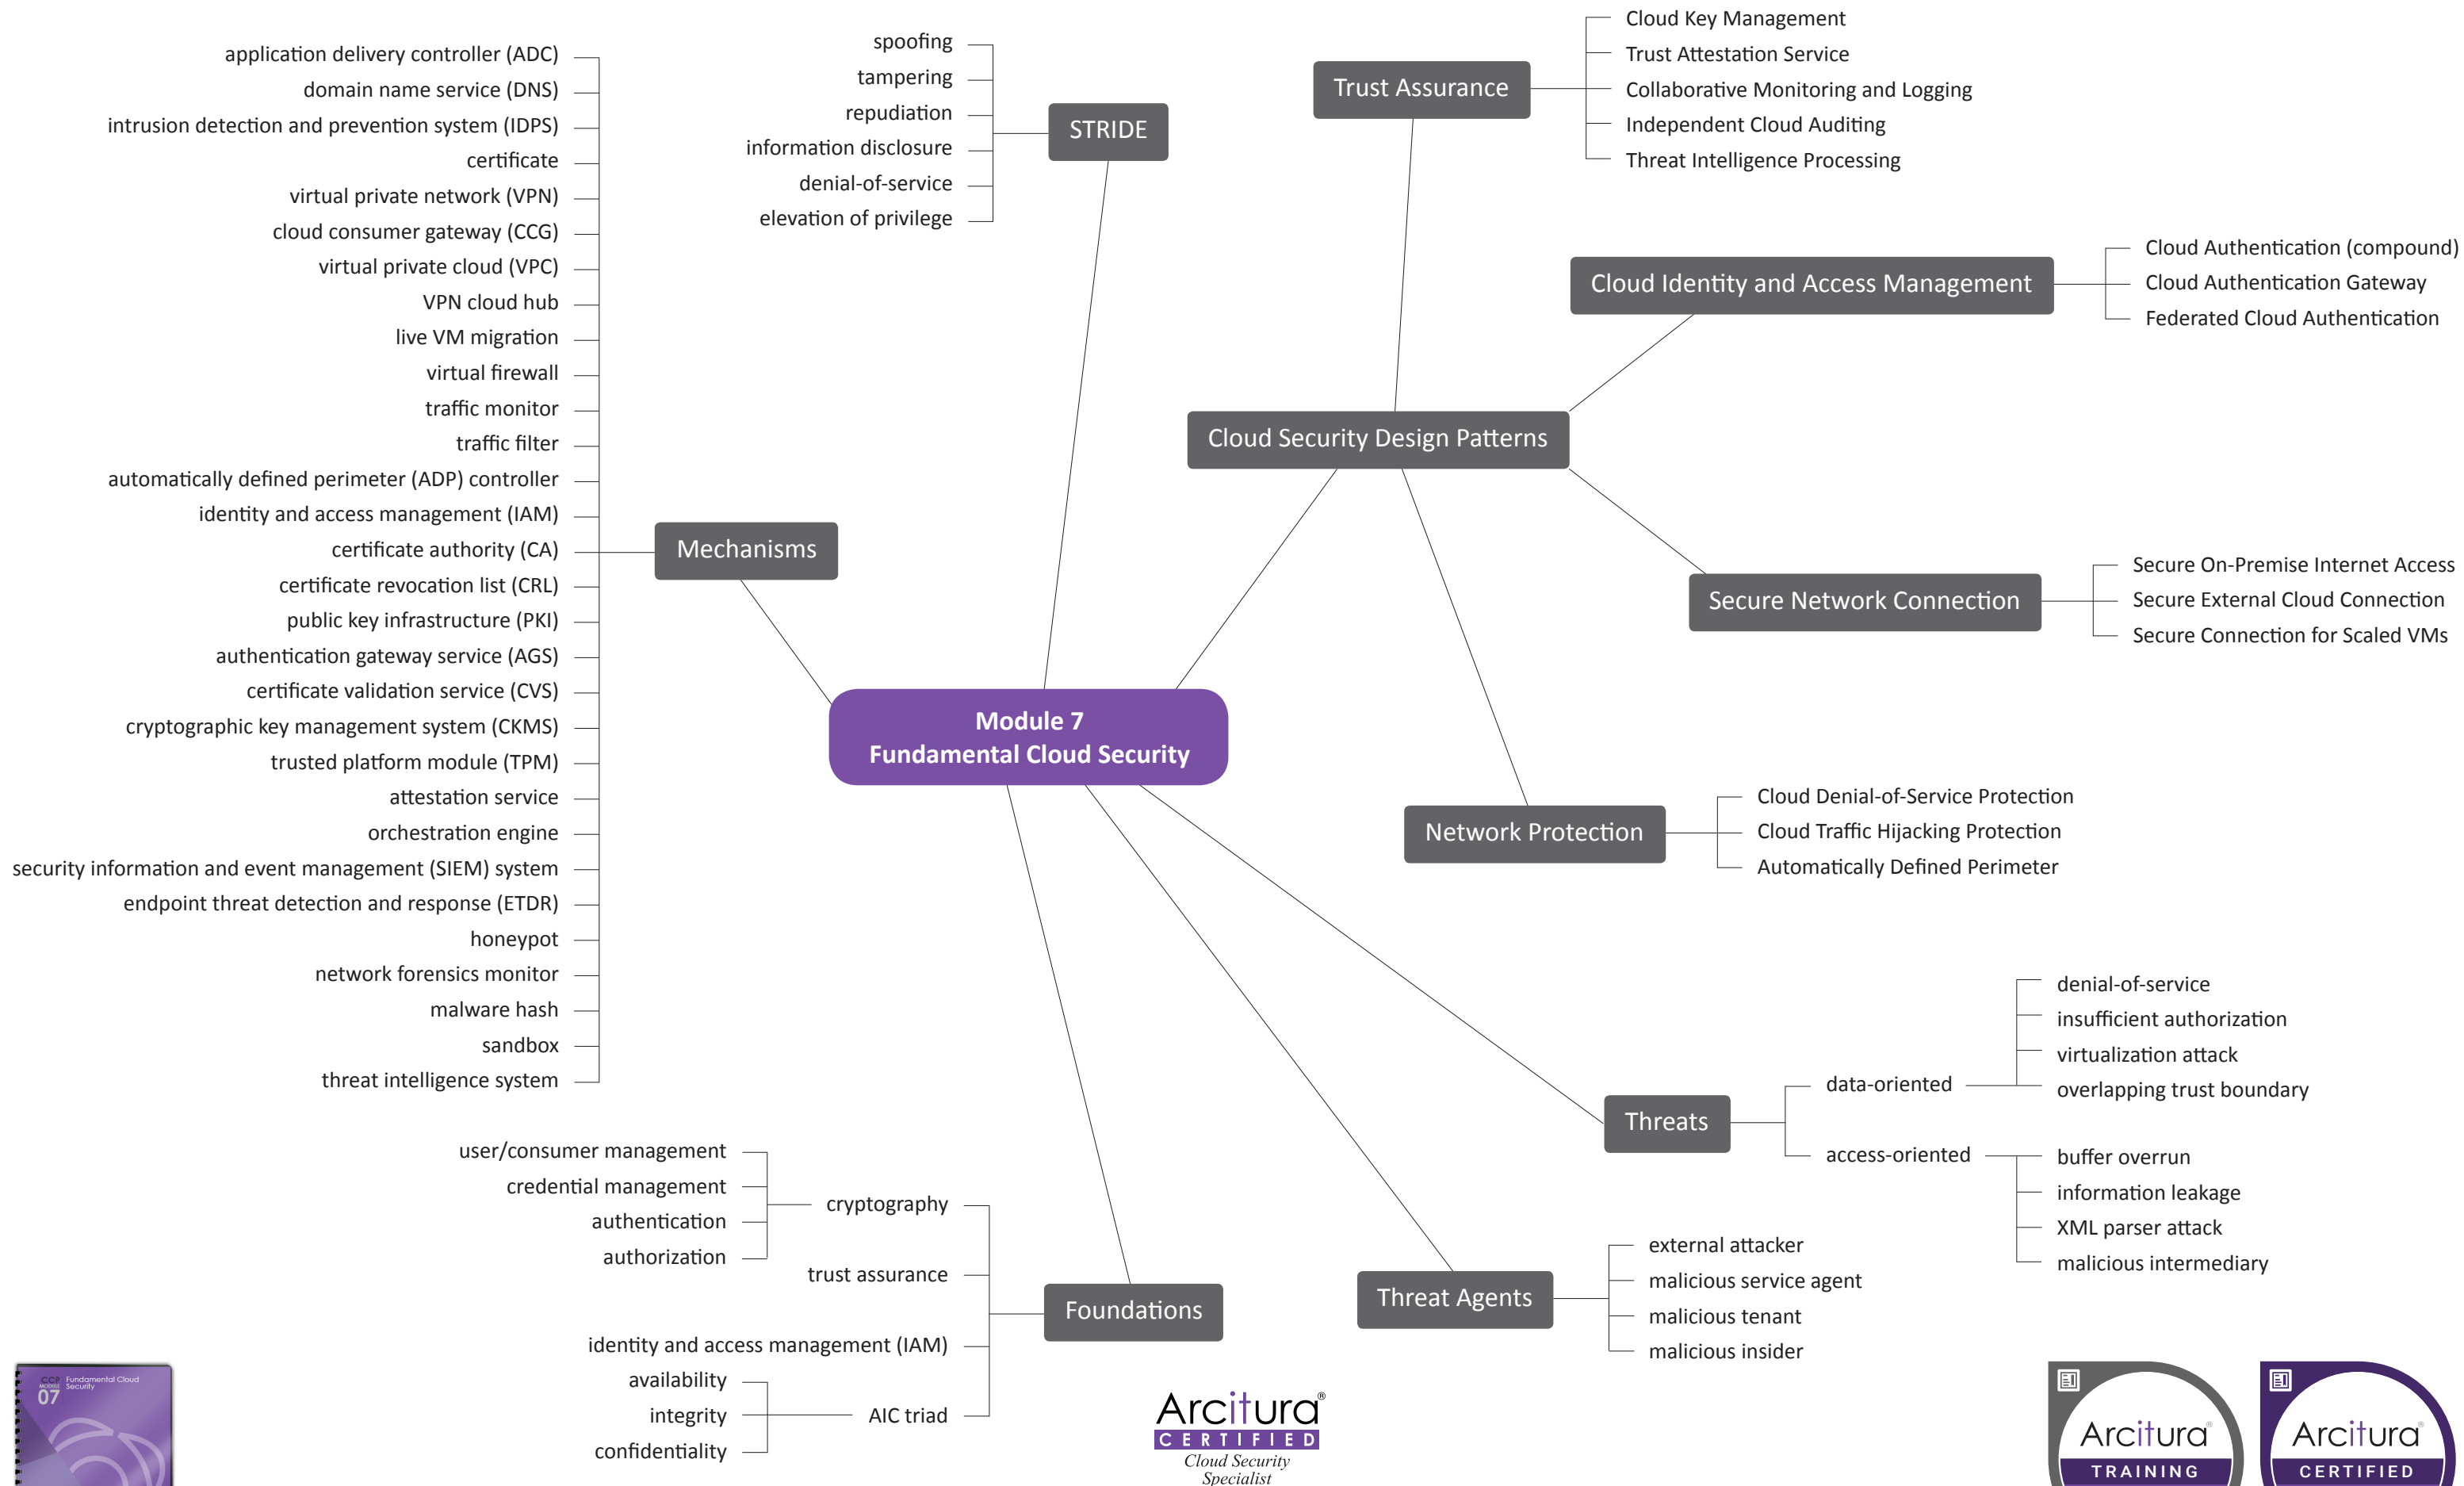 application delivery controller (ADC)
domain name service (DNS)
intrusion detection and prevention system (IDPS)
certificate
virtual private network (VPN)
cloud consumer gateway (CCG)
virtual private cloud (VPC)
VPN cloud hub
live VM migration
virtual firewall
traffic monitor
traffic filter
automatically defined perimeter (ADP) controller
identity and access management (IAM)
certificate authority (CA)
certificate revocation list (CRL)
public key infrastructure (PKI)
authentication gateway service (AGS)
certificate validation service (CVS)
cryptographic key management system (CKMS)
trusted platform module (TPM)
attestation service
orchestration engine
security information and event management (SIEM) system
endpoint threat detection and response (ETDR)
honeypot
network forensics monitor
malware hash
sandbox
threat intelligence system
Mechanisms
spoofing
tampering
repudiation
information disclosure
denial-of-service
elevation of privilege
STRIDE
Trust Assurance
Cloud Key Management
Trust Attestation Service
Collaborative Monitoring and Logging
Independent Cloud Auditing
Threat Intelligence Processing
Cloud Identity and Access Management
Cloud Authentication (compound)
Cloud Authentication Gateway
Federated Cloud Authentication
Cloud Security Design Patterns
Secure Network Connection
Secure On-Premise Internet Access
Secure External Cloud Connection
Secure Connection for Scaled VMs
Module 7
Fundamental Cloud Security
Network Protection
Cloud Denial-of-Service Protection
Cloud Traffic Hijacking Protection
Automatically Defined Perimeter
Threats
data-oriented
denial-of-service
insufficient authorization
virtualization attack
overlapping trust boundary
access-oriented
buffer overrun
information leakage
XML parser attack
malicious intermediary
Threat Agents
external attacker
malicious service agent
malicious tenant
malicious insider
user/consumer management
credential management
authentication
authorization
cryptography
trust assurance
identity and access management (IAM)
availability
integrity
confidentiality
AIC triad
Foundations
CCP
MODULE
07
Fundamental Cloud
Security
Arcitura®
CERTIFIED
Cloud Security
Specialist
Arcitura®
TRAINING
Arcitura®
CERTIFIED